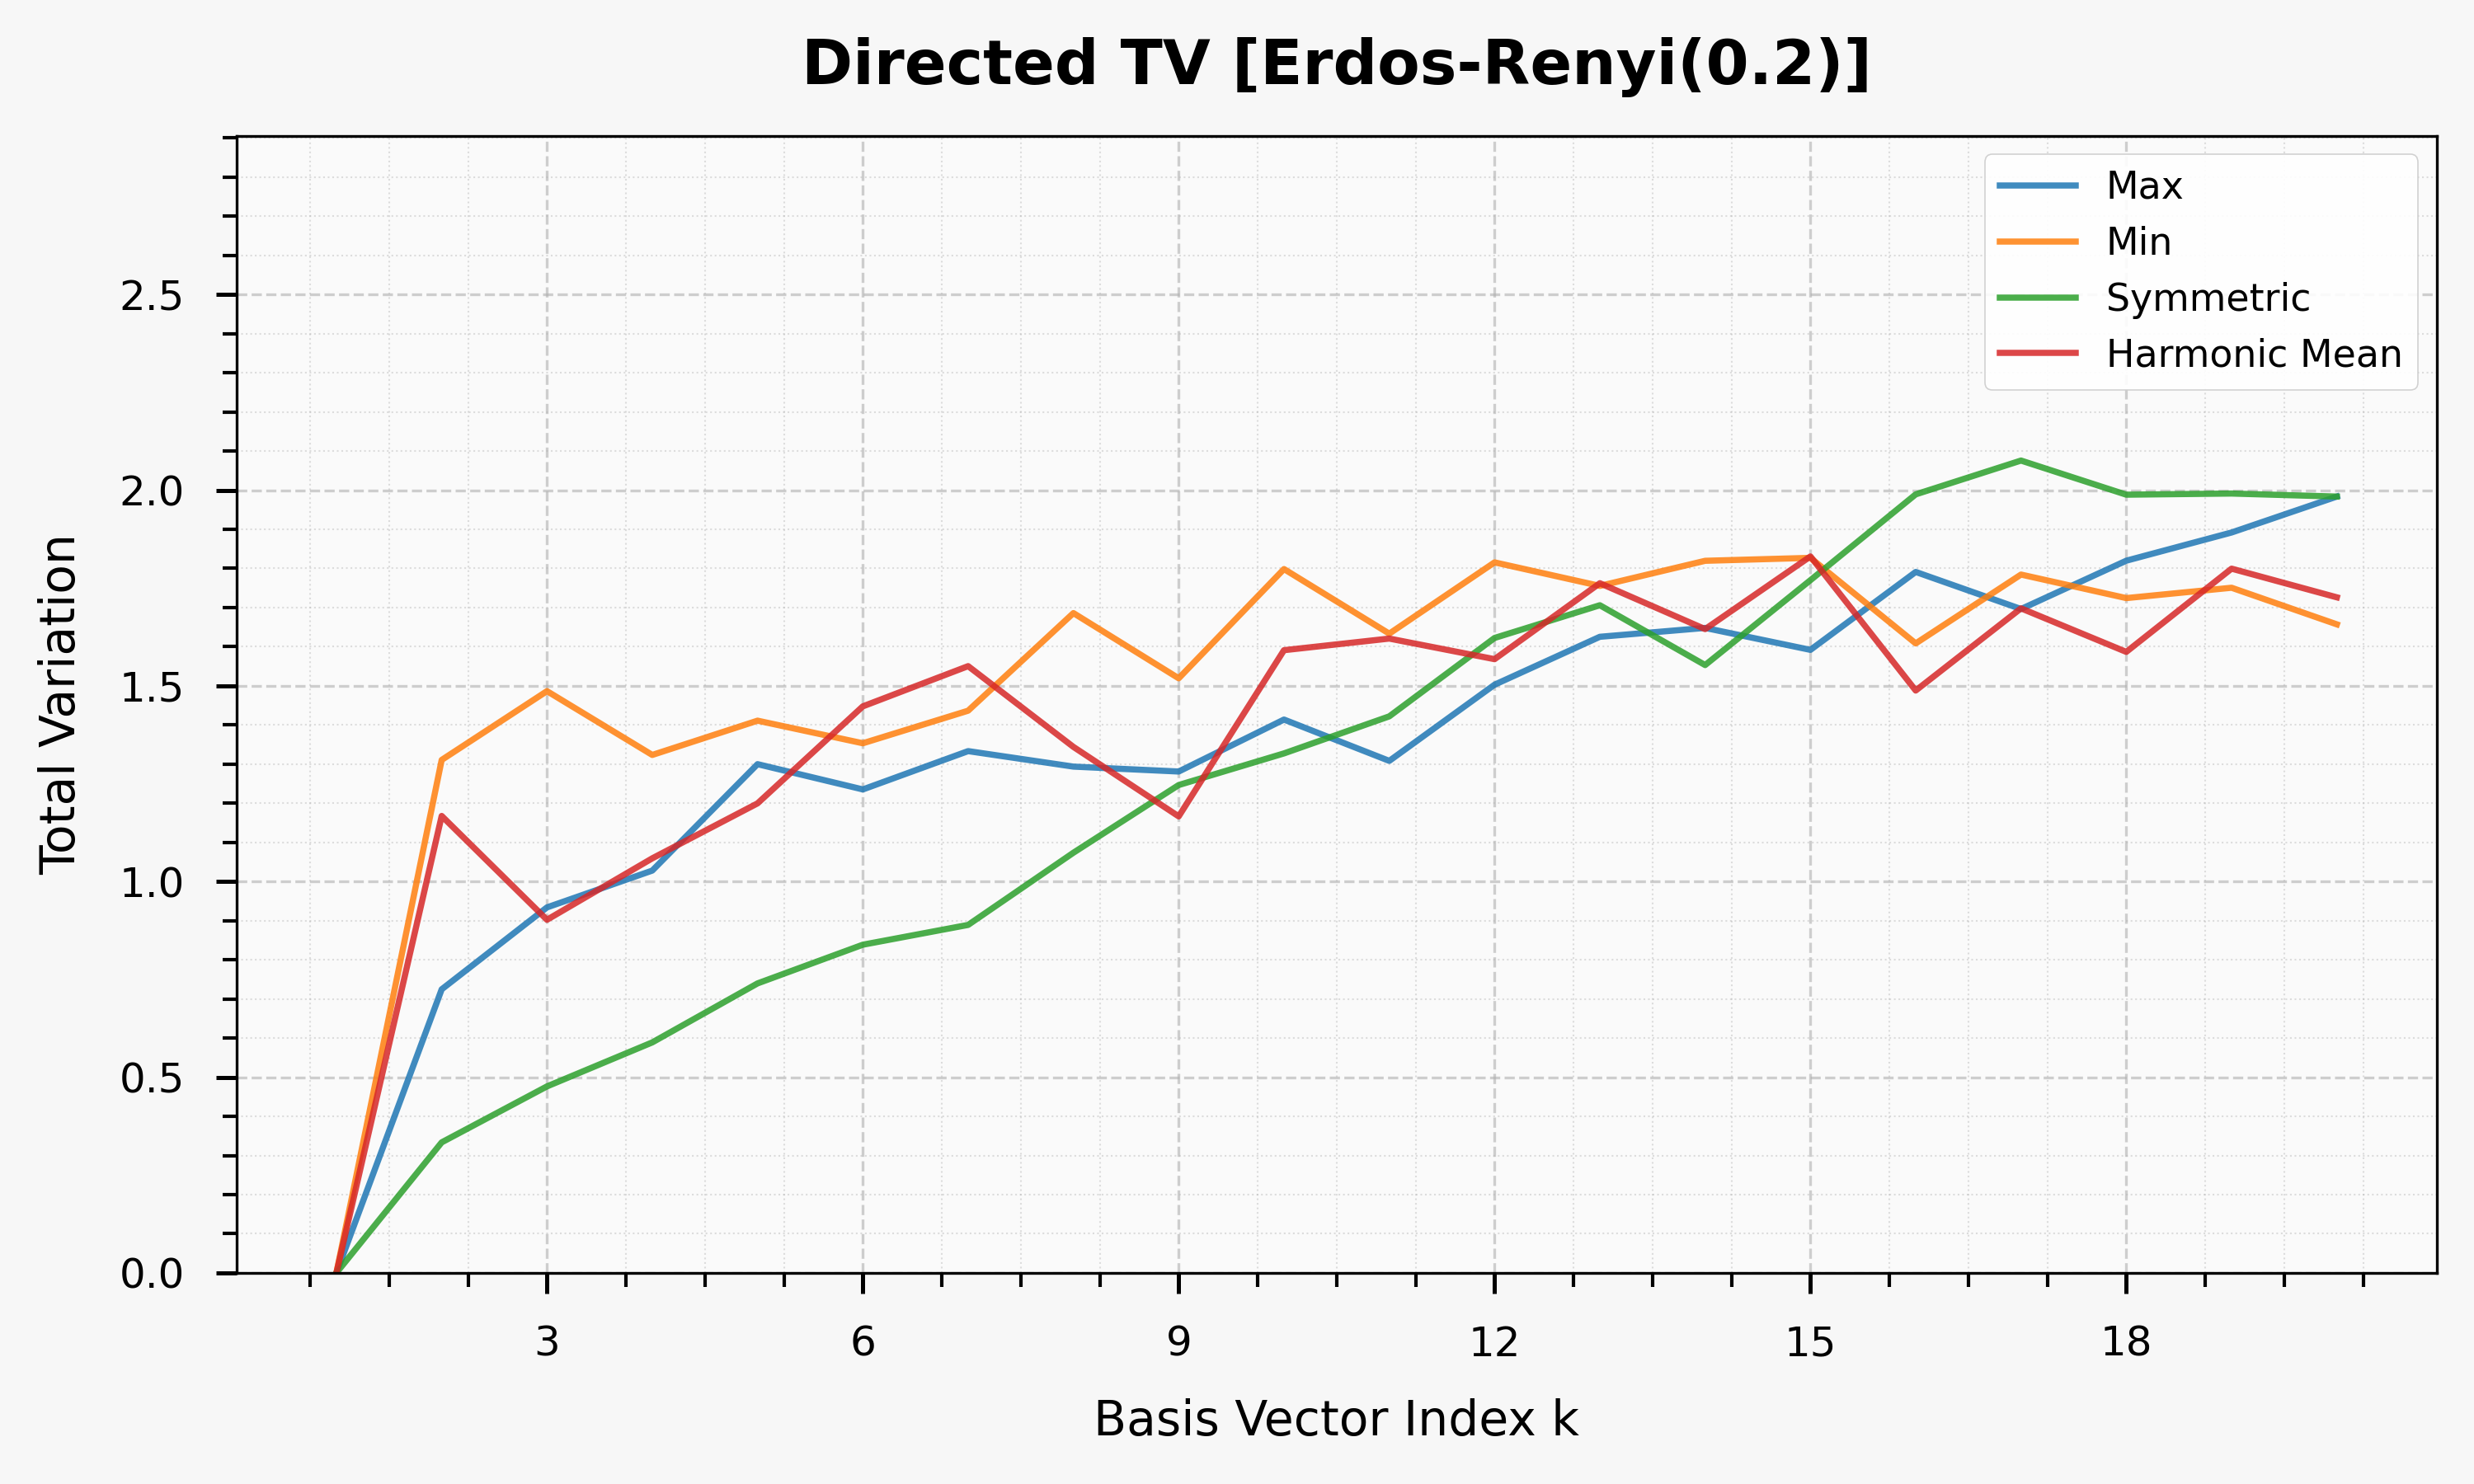 Directed TV [Erdos-Renyi(0.2)]
Max
Min
Symmetric
Harmonic Mean
Total Variation
2.5
2.0
1.5
1.0
0.5
0.0
3 6 9 12 15 18
Basis Vector Index k